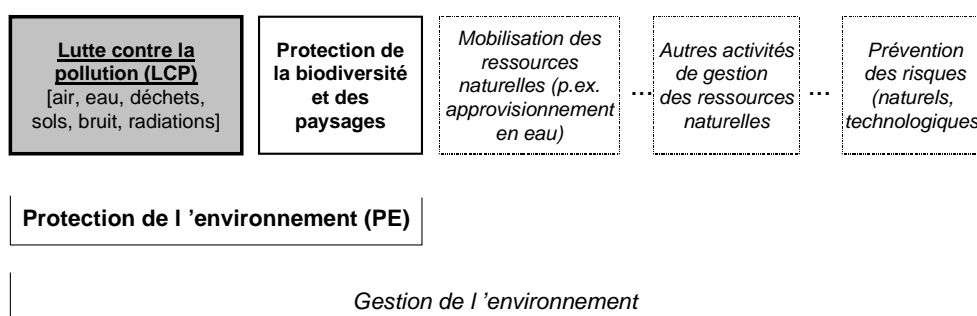 Lutte contre la
pollution (LCP)
[air, eau, déchets,
sols, bruit, radiations]
Protection de
la biodiversité
et des
paysages
Mobilisation des
ressources
naturelles (p.ex.
approvisionnement
en eau)
...
Autres activités
de gestion
des ressources
naturelles
...
Prévention
des risques
(naturels,
technologiques
Protection de l ’environnement (PE)
Gestion de l ’environnement